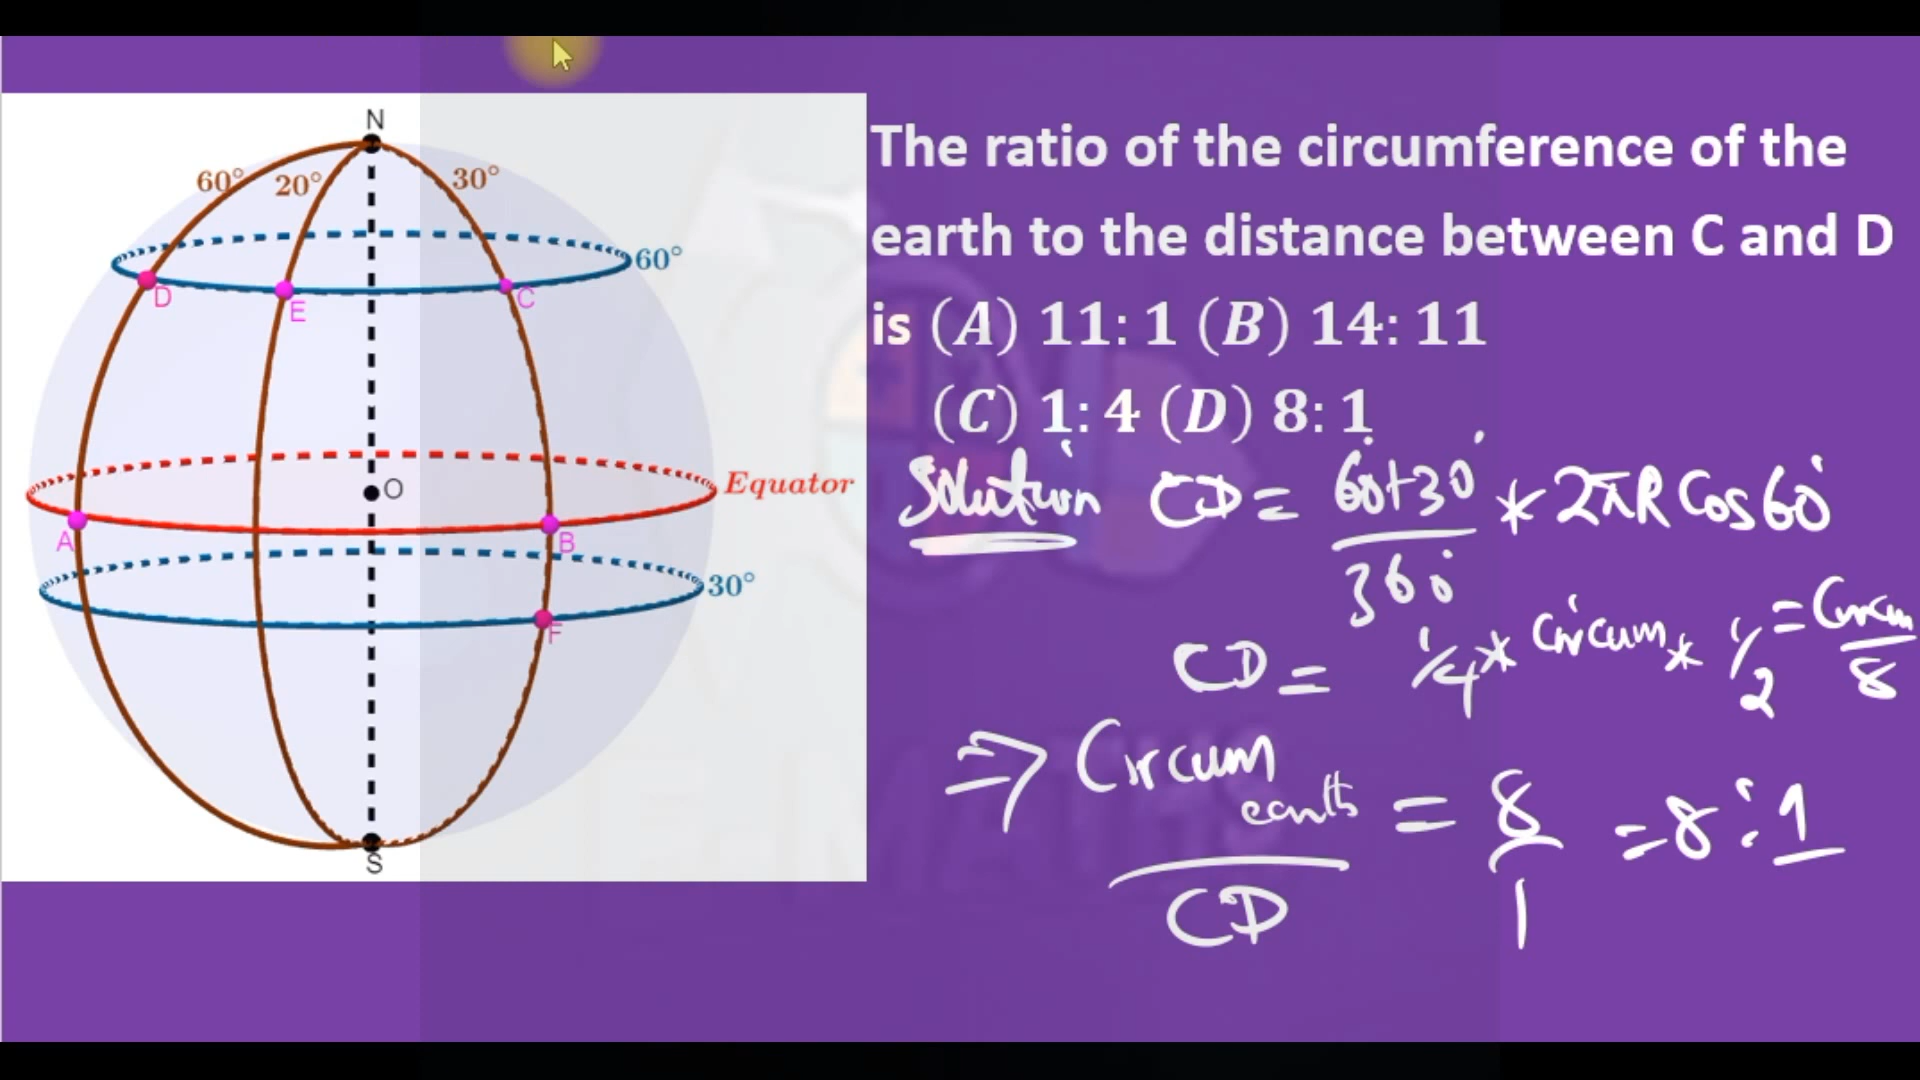 N
60° 20° 30°
60°
D E C
O
Equator
A B
30°
F
S
The ratio of the circumference of the
earth to the distance between C and D
is (A) 11: 1 (B) 14: 11
(C) 1: 4 (D) 8: 1
Solution CD = 60°+30°/360° * 2πR Cos60°
CD = 1/4 * Circum * 1/2 = Circum/8
⇒ Circum earth/CD = 8/1 = 8:1